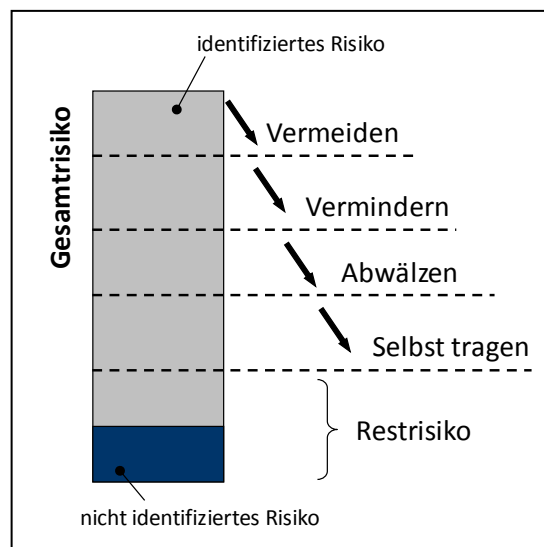 identifiziertes Risiko
Gesamtrisiko
Vermeiden
Vermindern
Abwälzen
Selbst tragen
Restrisiko
nicht identifiziertes Risiko